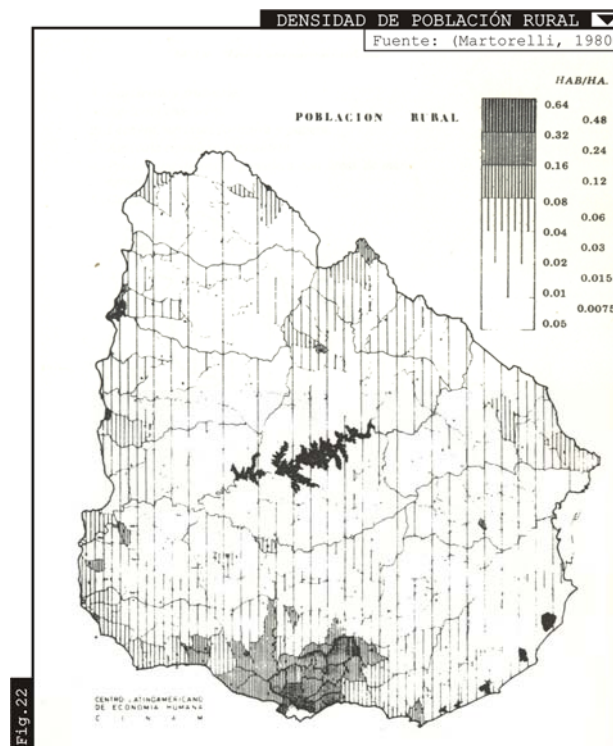 DENSIDAD DE POBLACIÓN RURAL
Fuente: (Martorelli, 1980
HAB/HA.
POBLACION RURAL
0.64
0.48
0.32
0.24
0.16
0.12
0.08
0.06
0.04
0.03
0.02
0.015
0.01
0.0075
0.05
CENTRO LATINOAMERICANO
DE ECONOMIA HUMANA
C I N A M
Fig.22